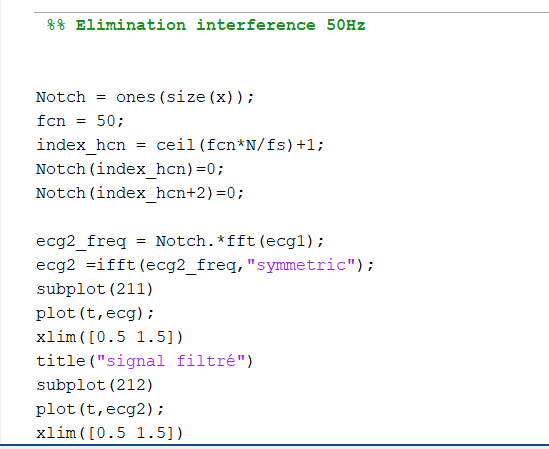 %% Elimination interference 50Hz
Notch = ones(size(x));
fcn = 50;
index_hcn = ceil(fcn*N/fs)+1;
Notch(index_hcn)=0;
Notch(index_hcn+2)=0;
ecg2_freq = Notch.*fft(ecg1);
ecg2 =ifft(ecg2_freq,"symmetric");
subplot(211)
plot(t,ecg);
xlim([0.5 1.5])
title("signal filtré")
subplot(212)
plot(t,ecg2);
xlim([0.5 1.5])